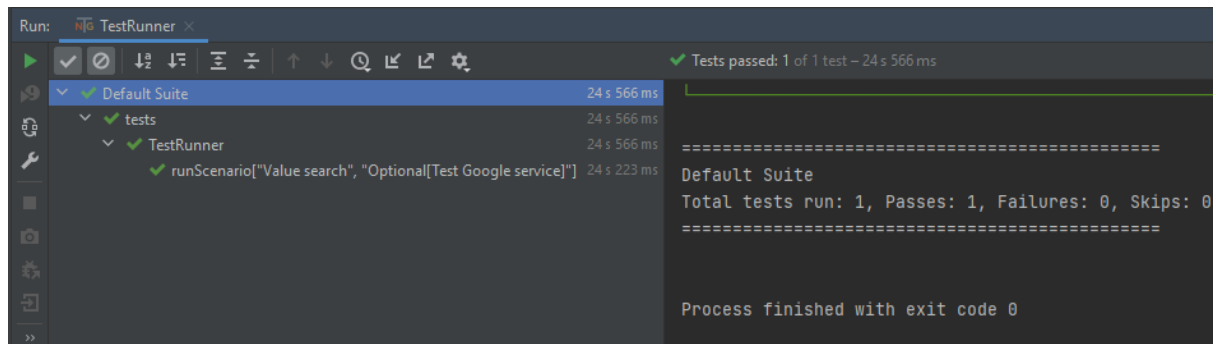 Run: NG TestRunner ×
Tests passed: 1 of 1 test – 24 s 566 ms
Default Suite 24 s 566 ms
tests 24 s 566 ms
TestRunner 24 s 566 ms
runScenario["Value search", "Optional[Test Google service]"] 24 s 223 ms
===============================================
Default Suite
Total tests run: 1, Passes: 1, Failures: 0, Skips: 0
===============================================
Process finished with exit code 0